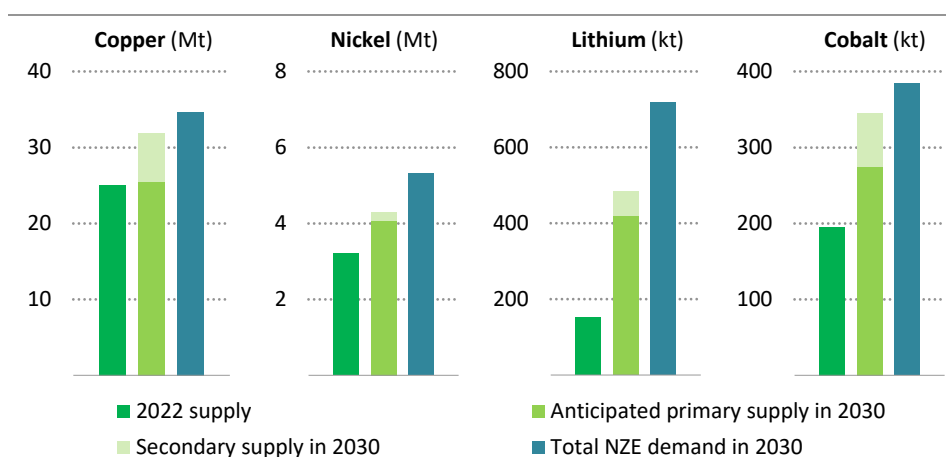 Copper (Mt) Nickel (Mt) Lithium (kt) Cobalt (kt)
40 8 800 400
30 6 600 300
20 4 400 200
10 2 200 100
2022 supply Anticipated primary supply in 2030
Secondary supply in 2030 Total NZE demand in 2030